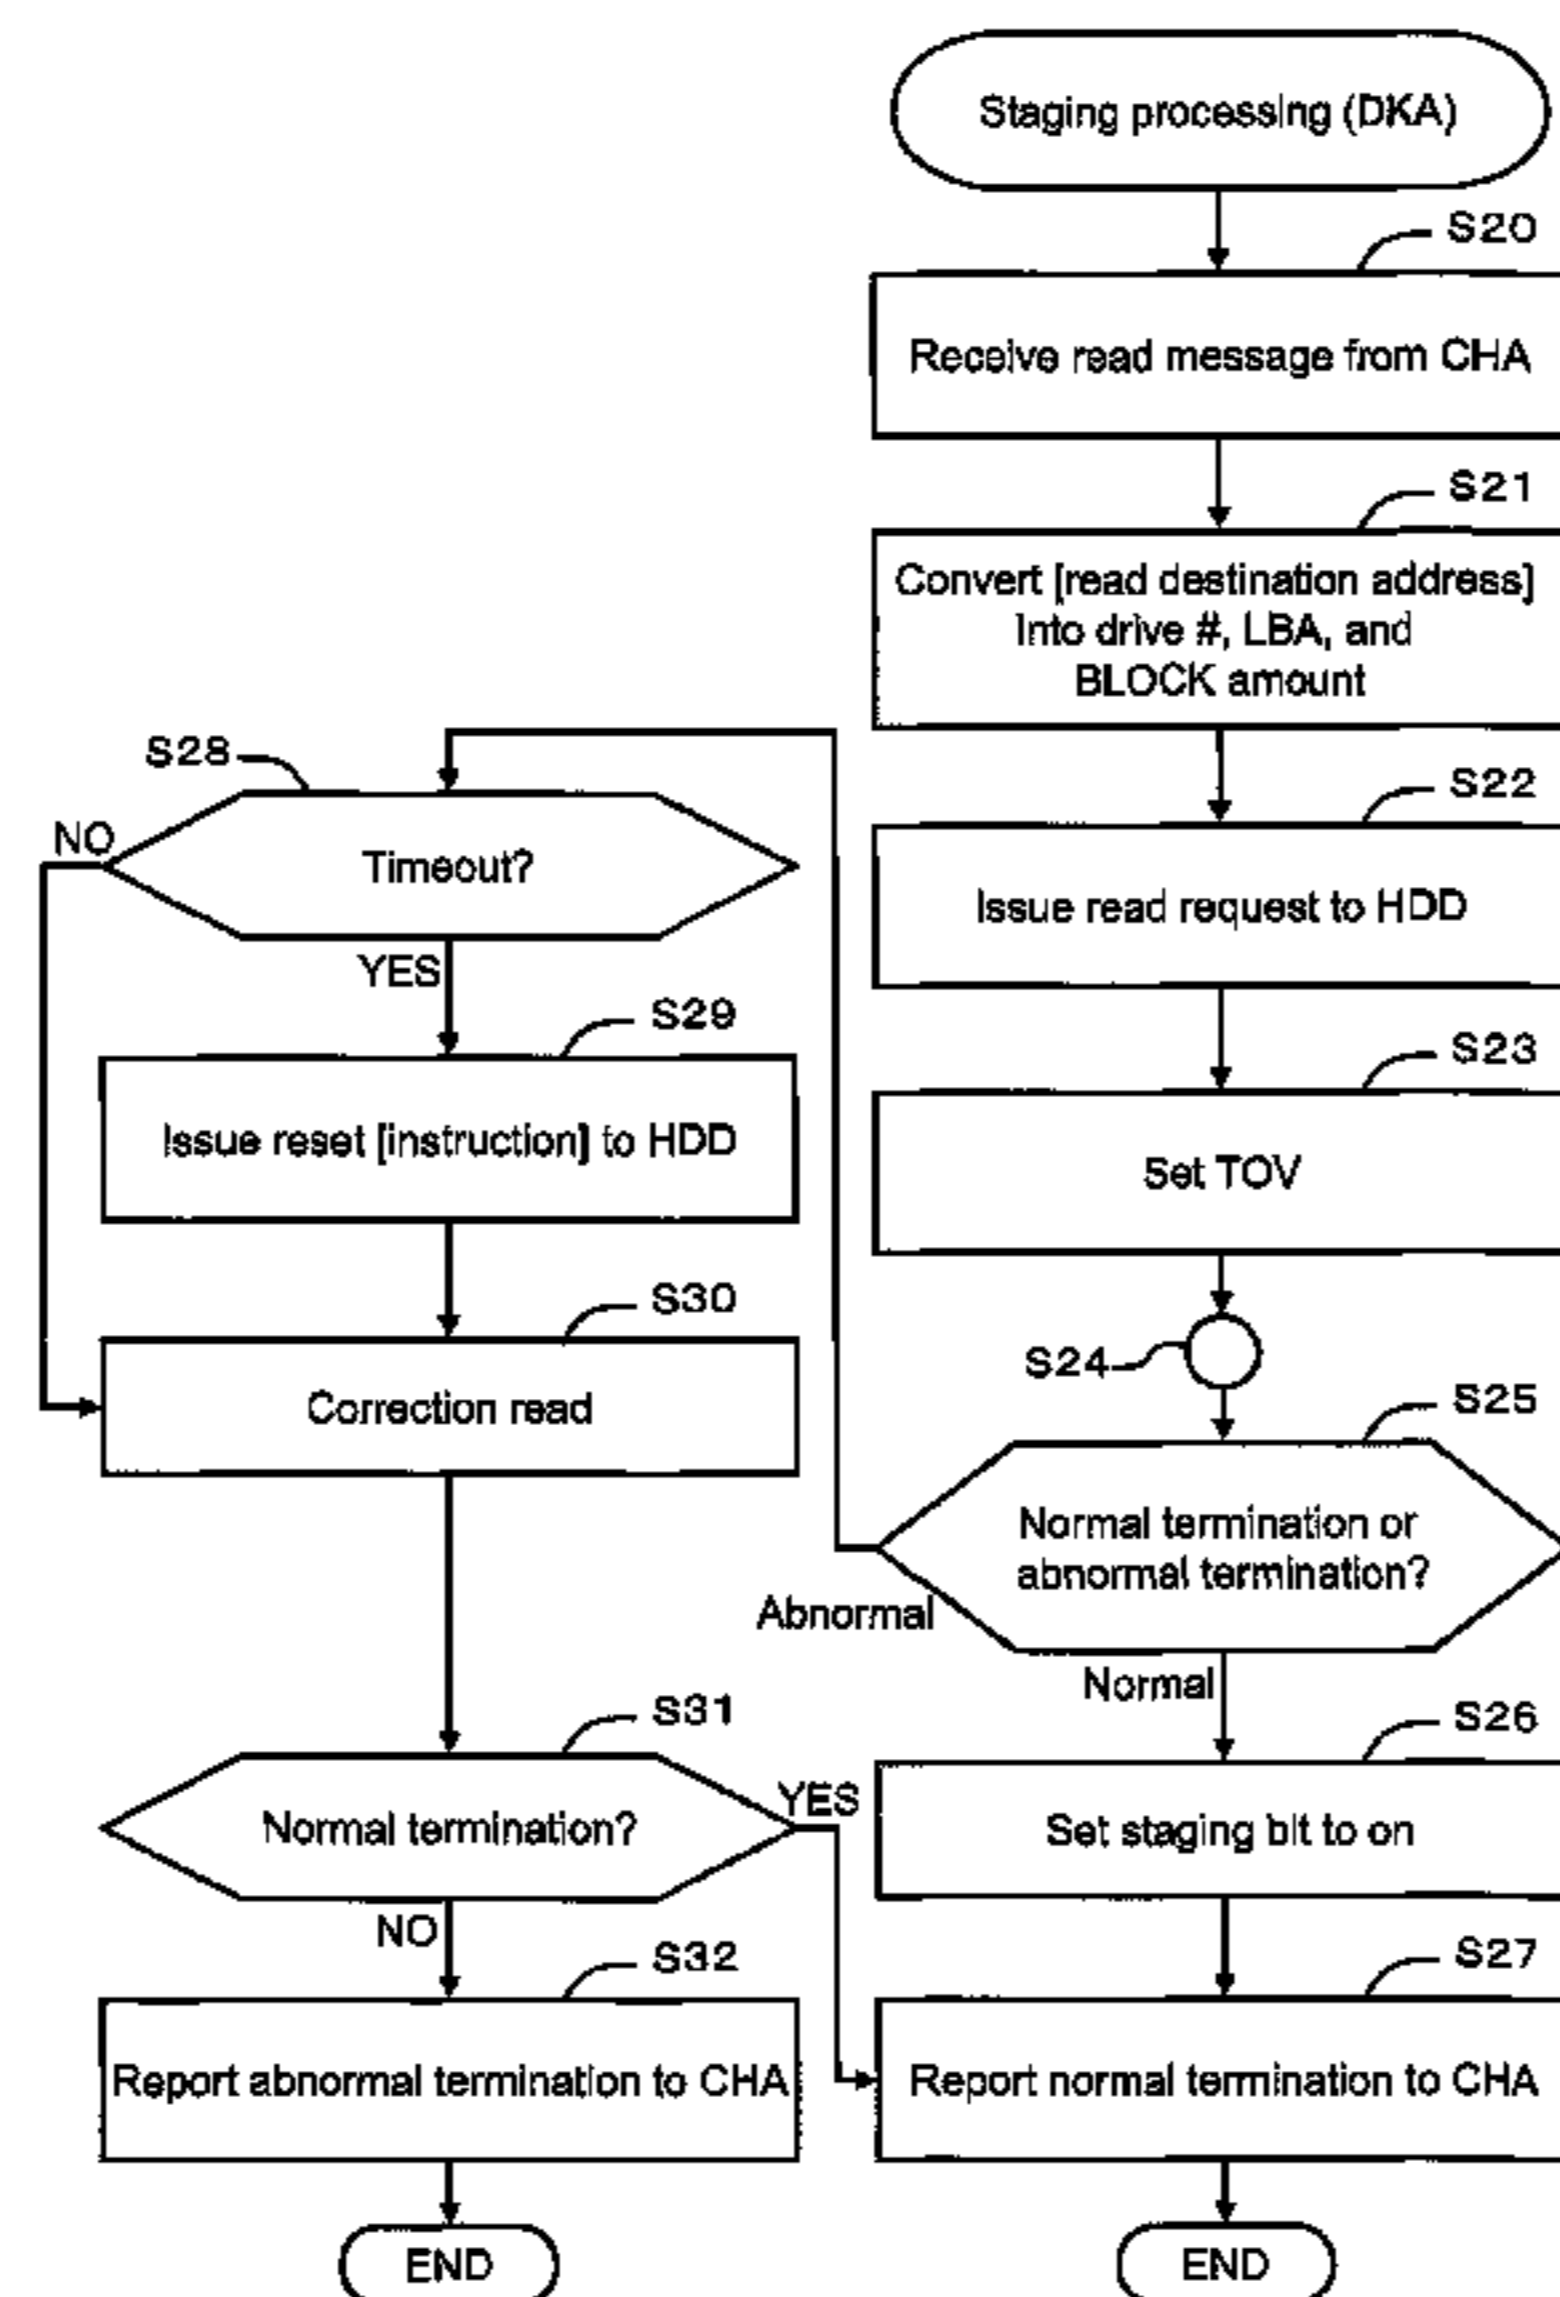 Staging processing (DKA)
S20
Receive read message from CHA
S21
Convert [read destination address]
into drive #, LBA, and
BLOCK amount
S22
Issue read request to HDD
S23
Set TOV
S24
S25
Normal termination or
abnormal termination?
Abnormal
Normal
S26
Set staging bit to on
S27
Report normal termination to CHA
END
S28
NO
Timeout?
YES
S29
Issue reset [instruction] to HDD
S30
Correction read
S31
Normal termination?
YES
NO
S32
Report abnormal termination to CHA
END